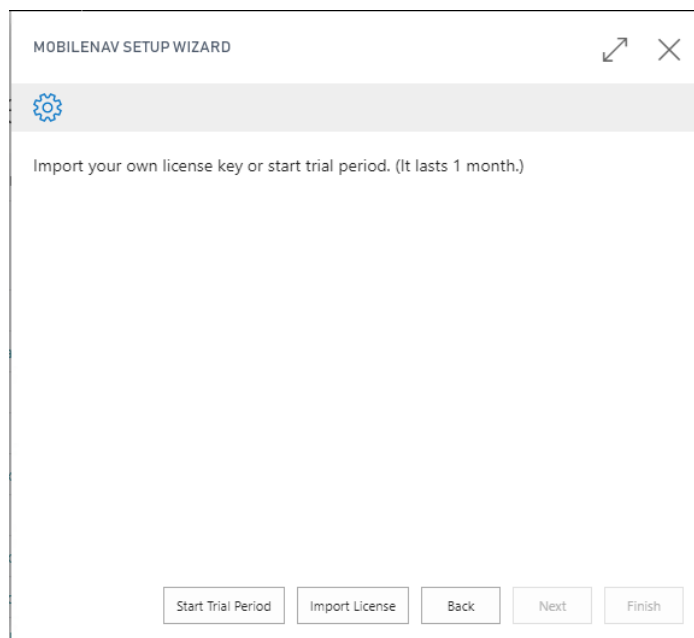 MOBILENAV SETUP WIZARD
Import your own license key or start trial period. (It lasts 1 month.)
Start Trial Period
Import License
Back
Next
Finish